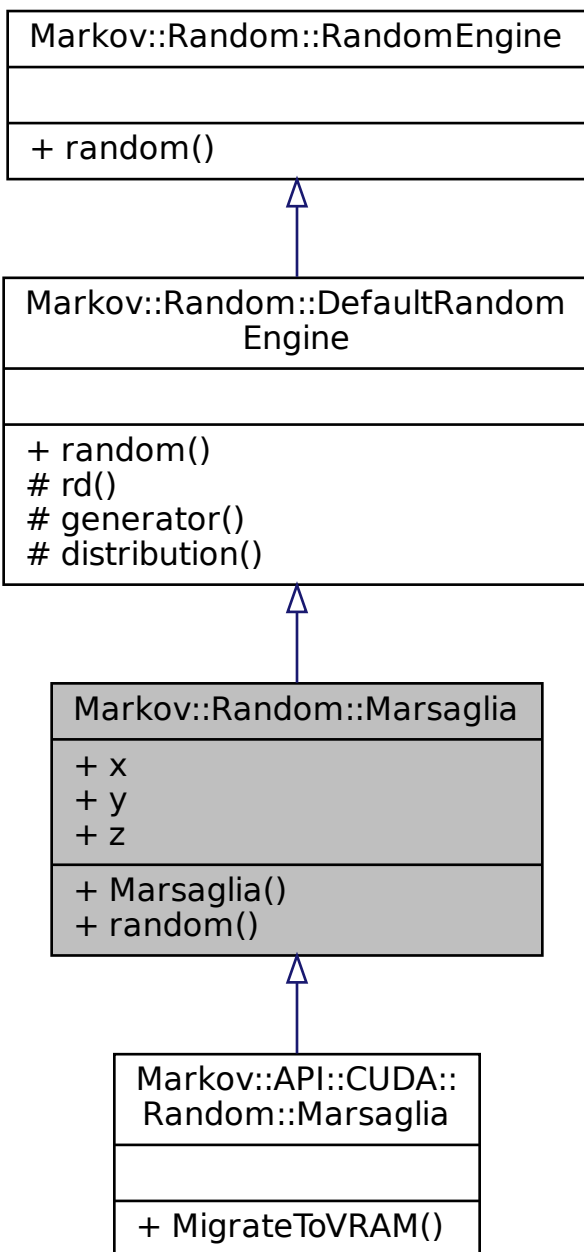 Markov::Random::RandomEngine
+ random()
Markov::Random::DefaultRandom
Engine
+ random()
# rd()
# generator()
# distribution()
Markov::Random::Marsaglia
+ x
+ y
+ z
+ Marsaglia()
+ random()
Markov::API::CUDA::
Random::Marsaglia
+ MigrateToVRAM()